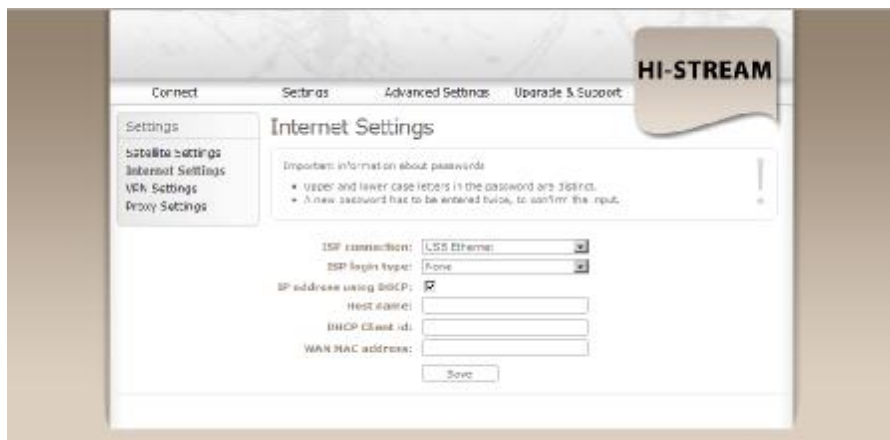 HI-STREAM
Connect Settings Advanced Settings Upgrade & Support
Settings
Satellite Settings
Internet Settings
VPN Settings
Proxy Settings
Internet Settings
Important information about passwords
• Upper and lower case letters in the password are distinct.
• A new password has to be entered twice, to confirm the input.
!
ISP connection: USB Ethernet
ISP login type: None
IP address using DHCP:
Host name:
DHCP Client id:
WAN MAC address:
Save